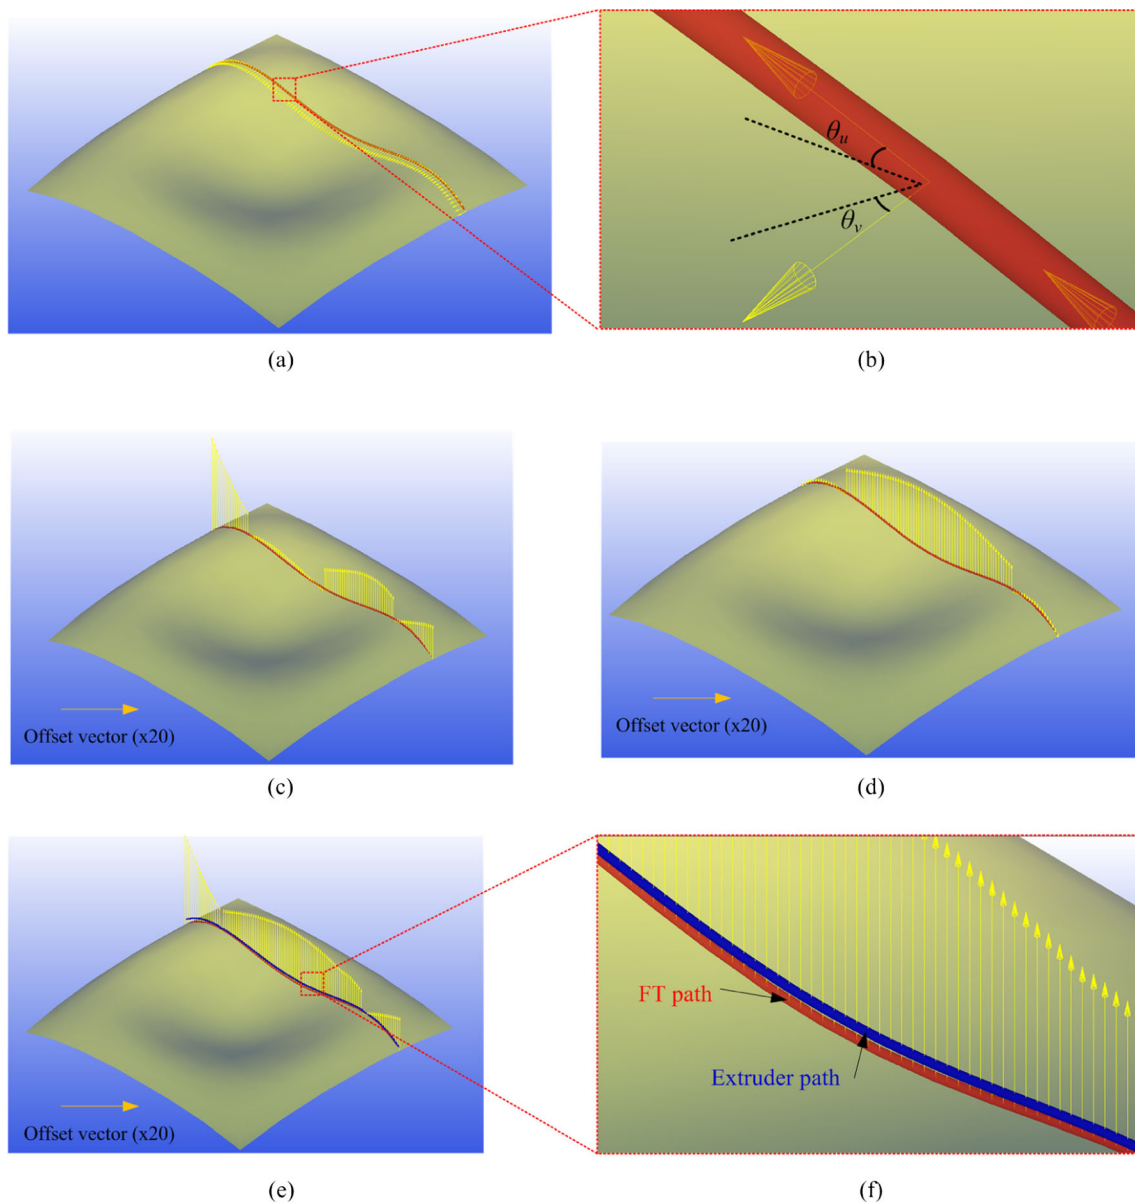 θu
θv
(a)
(b)
Offset vector (x20)
Offset vector (x20)
(c)
(d)
FT path
Extruder path
Offset vector (x20)
(e)
(f)